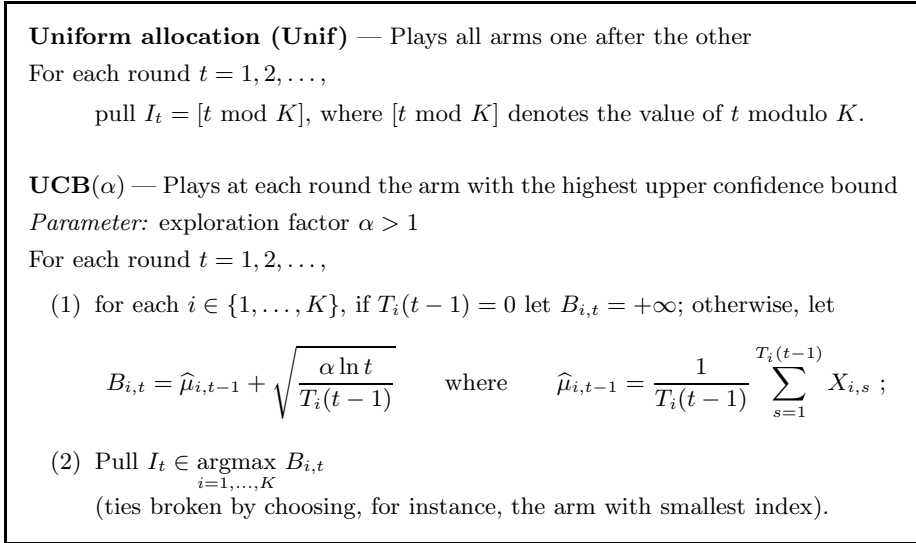 Uniform allocation (Unif) — Plays all arms one after the other
For each round t = 1, 2, . . . ,
pull I_t = [t mod K], where [t mod K] denotes the value of t modulo K.
UCB(α) — Plays at each round the arm with the highest upper confidence bound
Parameter: exploration factor α > 1
For each round t = 1, 2, . . . ,
(1) for each i ∈ {1, . . . , K}, if T_i(t − 1) = 0 let B_{i,t} = +∞; otherwise, let
B_{i,t} = \widehat{μ}_{i,t−1} + \sqrt{\frac{α ln t}{T_i(t − 1)}} where \widehat{μ}_{i,t−1} = \frac{1}{T_i(t − 1)} \sum_{s=1}^{T_i(t−1)} X_{i,s} ;
(2) Pull I_t ∈ argmax_{i=1,...,K} B_{i,t}
(ties broken by choosing, for instance, the arm with smallest index).